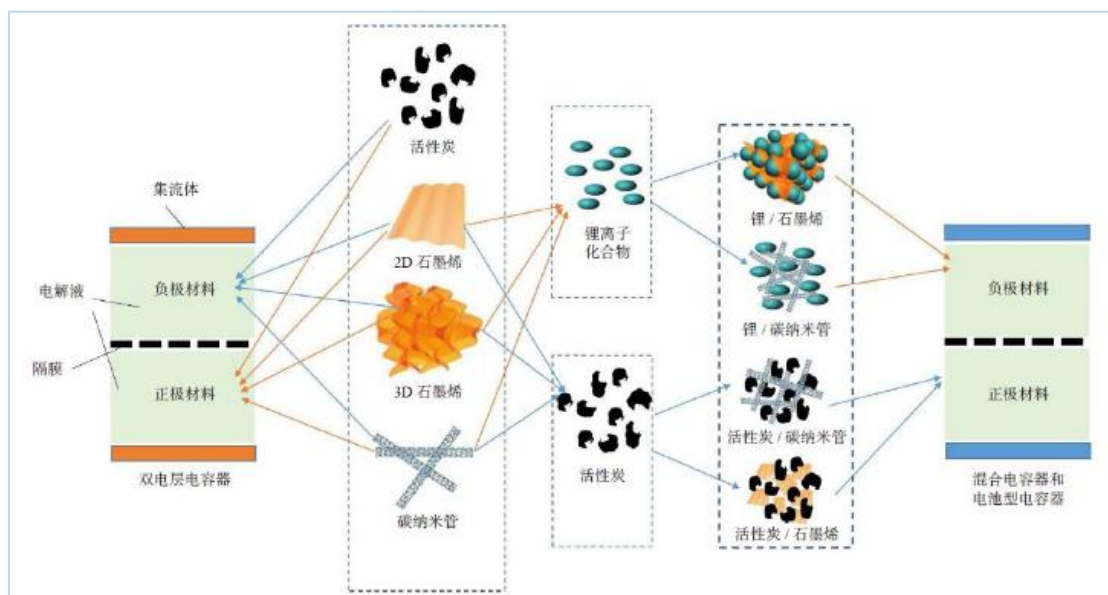 集流体
电解液
隔膜
负极材料
正极材料
双电层电容器
活性炭
2D 石墨烯
3D 石墨烯
碳纳米管
锂离子
化合物
活性炭
锂 / 石墨烯
锂 / 碳纳米管
活性炭 / 碳纳米管
活性炭 / 石墨烯
负极材料
正极材料
混合电容器和
电池型电容器